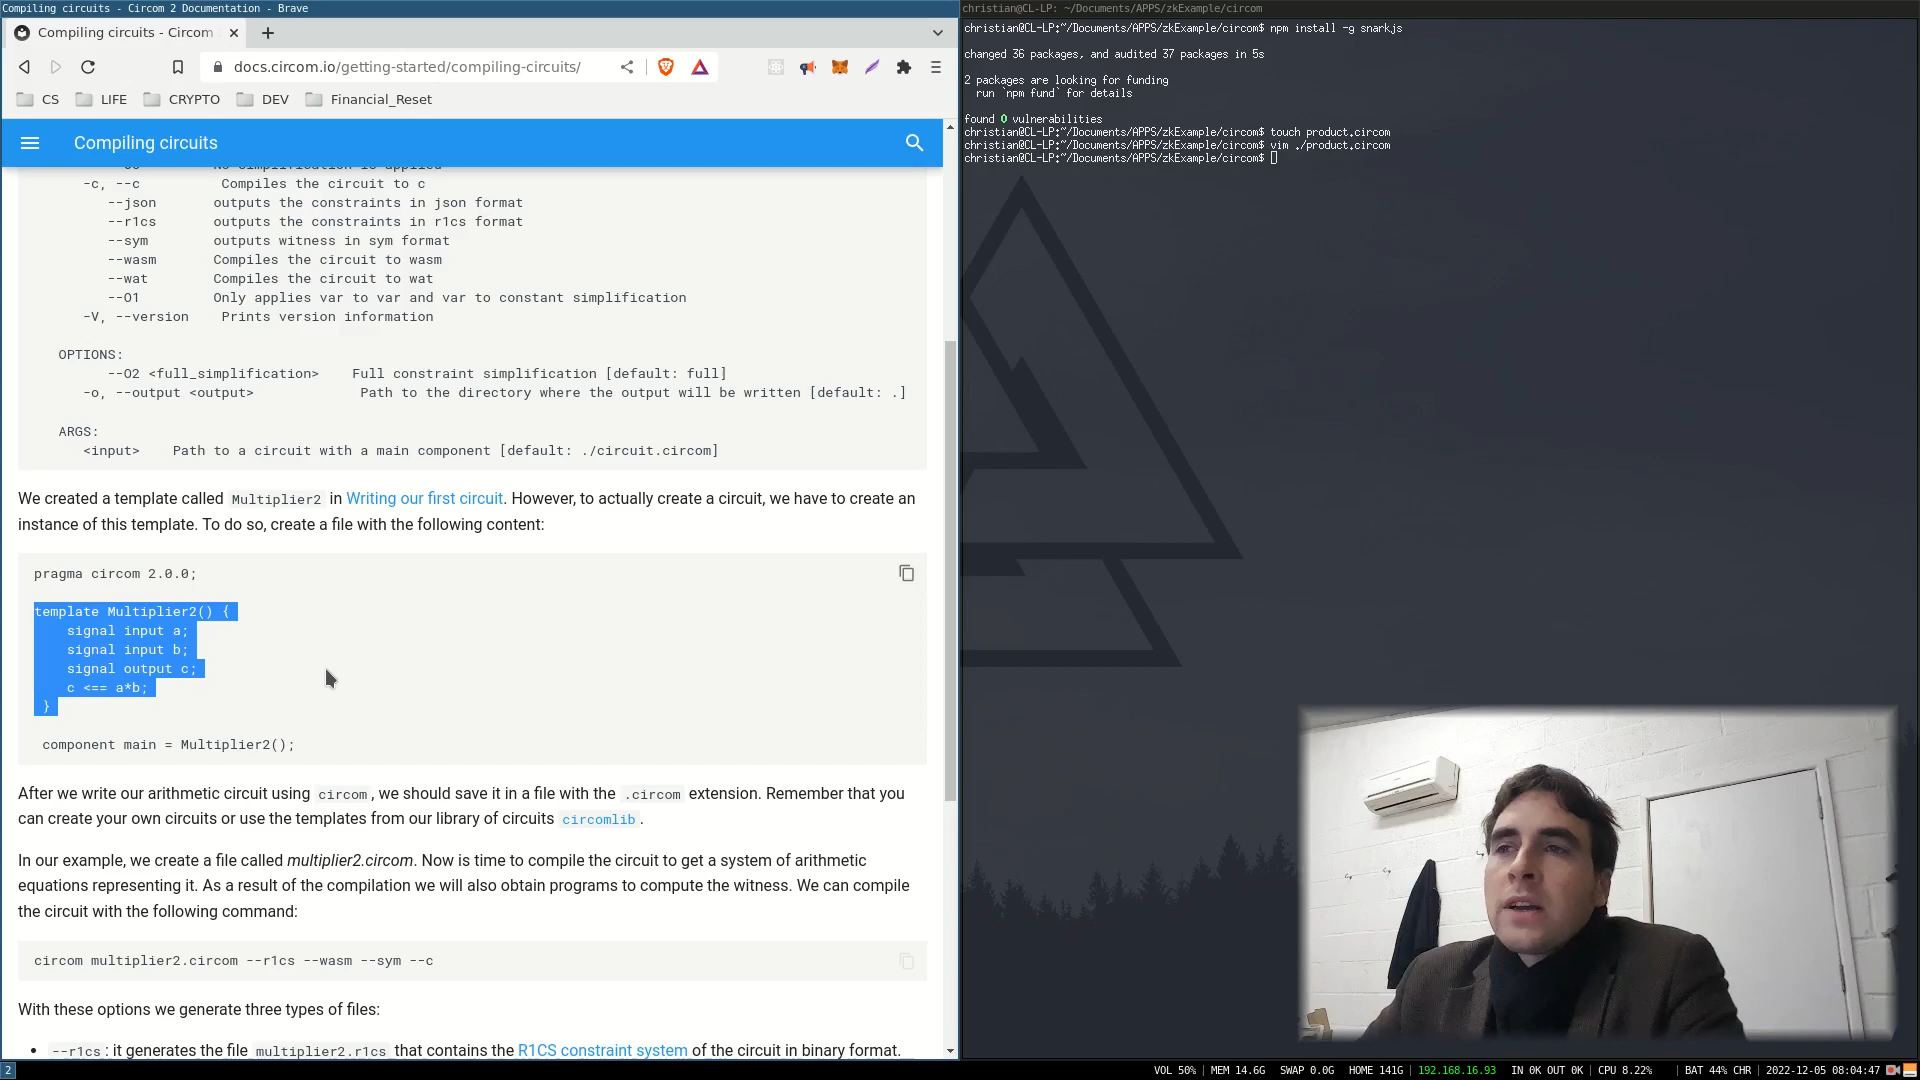 Compiling circuits - Circom 2 Documentation - Brave
christian@CL-LP: ~/Documents/APPS/zkExample/circom
Compiling circuits - Circom
docs.circom.io/getting-started/compiling-circuits/
CS LIFE CRYPTO DEV Financial_Reset
Compiling circuits
-c, --c Compiles the circuit to c
--json outputs the constraints in json format
--r1cs outputs the constraints in r1cs format
--sym outputs witness in sym format
--wasm Compiles the circuit to wasm
--wat Compiles the circuit to wat
--O1 Only applies var to var and var to constant simplification
-V, --version Prints version information
OPTIONS:
--O2 <full_simplification> Full constraint simplification [default: full]
-o, --output <output> Path to the directory where the output will be written [default: .]
ARGS:
<input> Path to a circuit with a main component [default: ./circuit.circom]
We created a template called Multiplier2 in Writing our first circuit. However, to actually create a circuit, we have to create an
instance of this template. To do so, create a file with the following content:
pragma circom 2.0.0;
template Multiplier2() {
signal input a;
signal input b;
signal output c;
c <== a*b;
}
component main = Multiplier2();
After we write our arithmetic circuit using circom, we should save it in a file with the .circom extension. Remember that you
can create your own circuits or use the templates from our library of circuits circomlib.
In our example, we create a file called multiplier2.circom. Now is time to compile the circuit to get a system of arithmetic
equations representing it. As a result of the compilation we will also obtain programs to compute the witness. We can compile
the circuit with the following command:
circom multiplier2.circom --r1cs --wasm --sym --c
With these options we generate three types of files:
• --r1cs: it generates the file multiplier2.r1cs that contains the R1CS constraint system of the circuit in binary format.
christian@CL-LP:~/Documents/APPS/zkExample/circom$ npm install -g snarkjs
changed 36 packages, and audited 37 packages in 5s
2 packages are looking for funding
run `npm fund` for details
found 0 vulnerabilities
christian@CL-LP:~/Documents/APPS/zkExample/circom$ touch product.circom
christian@CL-LP:~/Documents/APPS/zkExample/circom$ vim ./product.circom
christian@CL-LP:~/Documents/APPS/zkExample/circom$
2
VOL 50% | MEM 14.6G SWAP 0.0G HOME 141G | 192.168.16.93 IN 0K OUT 0K | CPU 8.22% | BAT 44% CHR | 2022-12-05 08:04:47